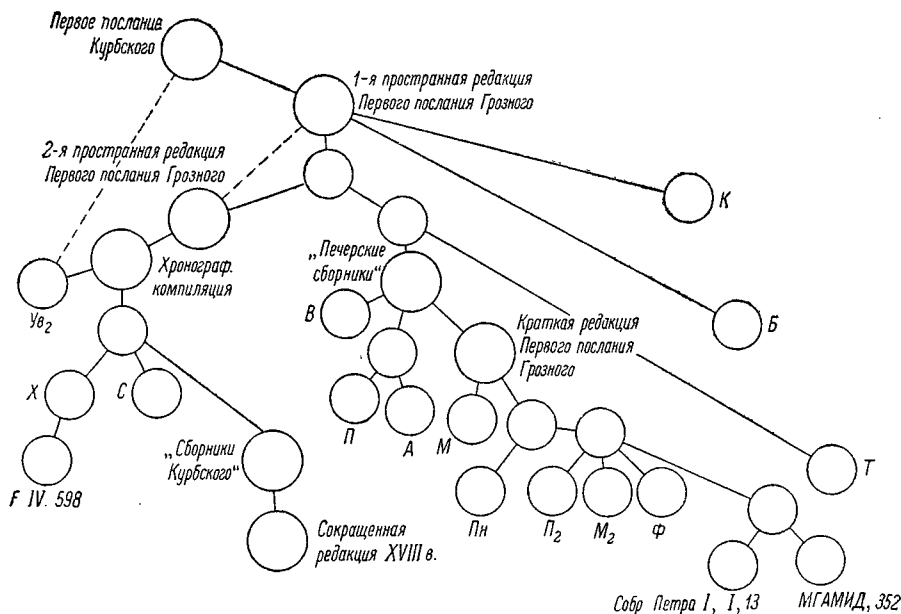 Первое послание
Курбского
1-я пространная редакция
Первого послания Грозного
2-я пространная редакция
Первого послания Грозного
К
Хронограф.
компиляция
„Печерские
сборники“
Ув₂
В
Краткая редакция
Первого послания
Грозного
Б
Х
С
П
А
М
„Сборники
Курбского“
Т
F IV. 598
Пн
П₂
М₂
Ф
Сокращенная
редакция XVIII в.
Собр Петра I, I, 13
МГАМИД, 352